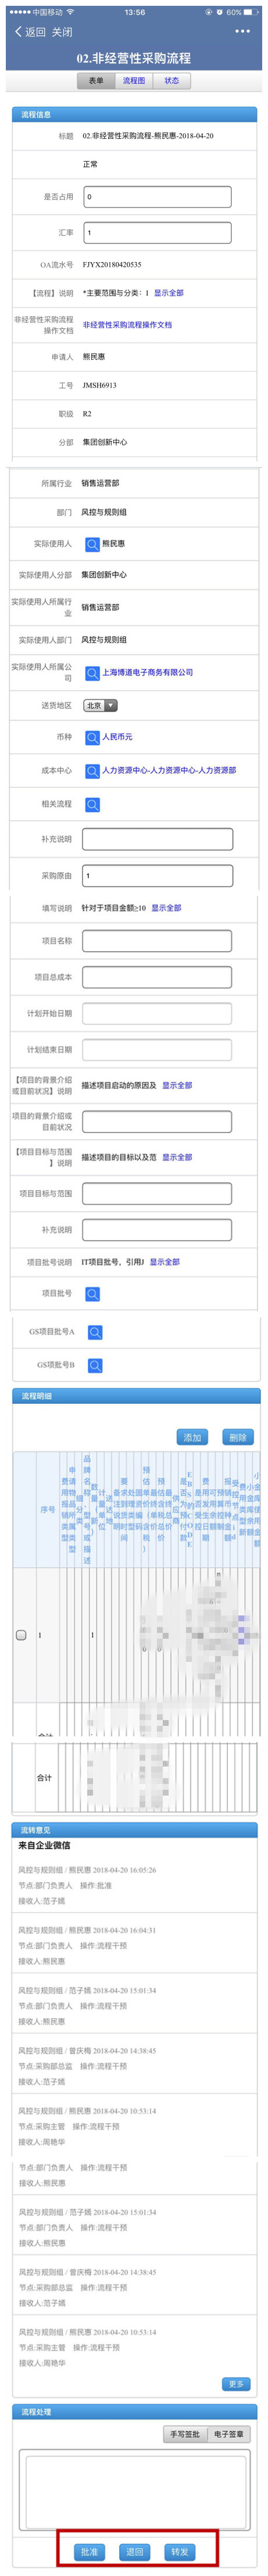 中国移动 13:56 60%
返回 关闭
02.非经营性采购流程
表单 流程图 状态
流程信息
标题 02.非经营性采购流程-熊民惠-2018-04-20
正常
是否占用 0
汇率 1
OA流水号 FJYX20180420535
【流程】说明 *主要范围与分类：1 显示全部
非经营性采购流程
操作文档
非经营性采购流程操作文档
申请人 熊民惠
工号 JMSH6913
职级 R2
分部 集团创新中心
所属行业 销售运营部
部门 风控与规则组
实际使用人 熊民惠
实际使用人分部 集团创新中心
实际使用人所属行
业
销售运营部
实际使用人部门 风控与规则组
实际使用人所属公
司
上海博道电子商务有限公司
送货地区 北京
币种 人民币元
成本中心 人力资源中心-人力资源中心-人力资源部
相关流程
补充说明
采购原由 1
填写说明 针对于项目金额≥10 显示全部
项目名称
项目总成本
计划开始日期
计划结束日期
【项目的背景介绍
或目前状况】说明
描述项目启动的原因及 显示全部
项目的背景介绍或
目前状况
【项目目标与范围
】说明
描述项目的目标以及范 显示全部
项目目标与范围
补充说明
项目批号说明 IT项目批号，引用J 显示全部
项目批号
GS项目批号A
GS项目批号B
流程明细
添加 删除
序号
1 1
合计
流转意见
来自企业微信
风控与规则组 / 熊民惠 2018-04-20 16:05:26
节点:部门负责人 操作:批准
接收人:范子嫣
风控与规则组 / 熊民惠 2018-04-20 16:04:31
节点:部门负责人 操作:流程干预
接收人:熊民惠
风控与规则组 / 范子嫣 2018-04-20 15:01:34
节点:部门负责人 操作:流程干预
接收人:熊民惠
风控与规则组 / 曾庆梅 2018-04-20 14:38:45
节点:采购部总监 操作:流程干预
接收人:范子嫣
风控与规则组 / 熊民惠 2018-04-20 10:53:14
节点:采购主管 操作:流程干预
接收人:周艳华
节点:部门负责人 操作:流程干预
接收人:熊民惠
风控与规则组 / 范子嫣 2018-04-20 15:01:34
节点:部门负责人 操作:流程干预
接收人:熊民惠
风控与规则组 / 曾庆梅 2018-04-20 14:38:45
节点:采购部总监 操作:流程干预
接收人:范子嫣
风控与规则组 / 熊民惠 2018-04-20 10:53:14
节点:采购主管 操作:流程干预
接收人:周艳华
更多
流程处理
手写签批 电子签章
批准 退回 转发